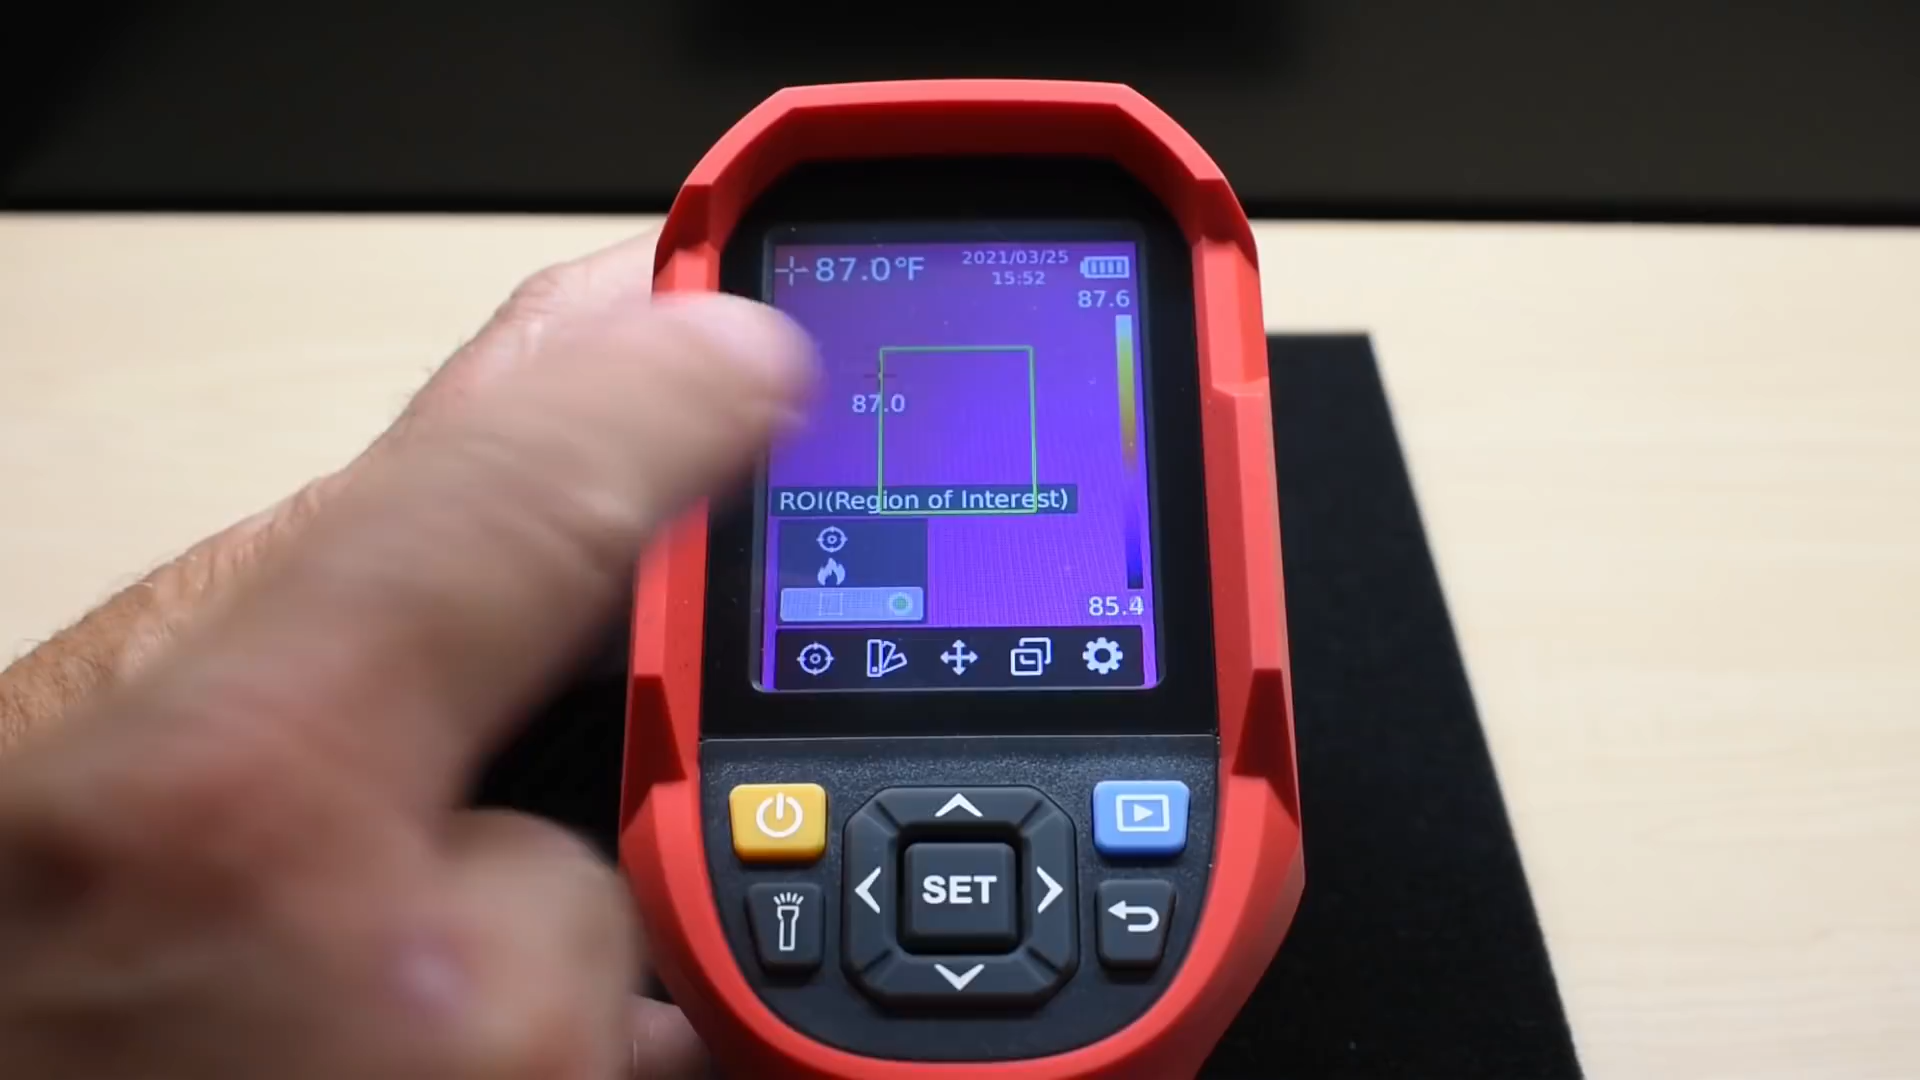 87.0°F
2021/03/25
15:52
87.6
87.0
ROI(Region of Interest)
85.4
SET